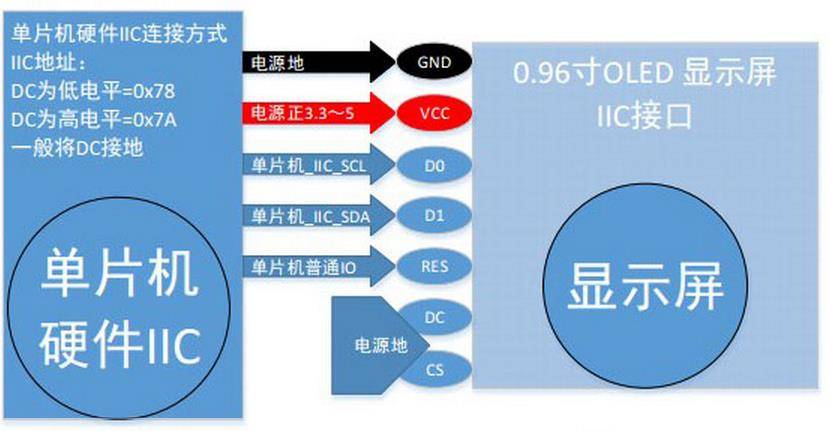 单片机硬件IIC连接方式
IIC地址：
DC为低电平=0x78
DC为高电平=0x7A
一般将DC接地
单片机
硬件IIC
电源地
GND
电源正3.3～5
VCC
单片机_IIC_SCL
D0
单片机_IIC_SDA
D1
单片机普通IO
RES
电源地
DC
CS
0.96寸OLED 显示屏
IIC接口
显示屏